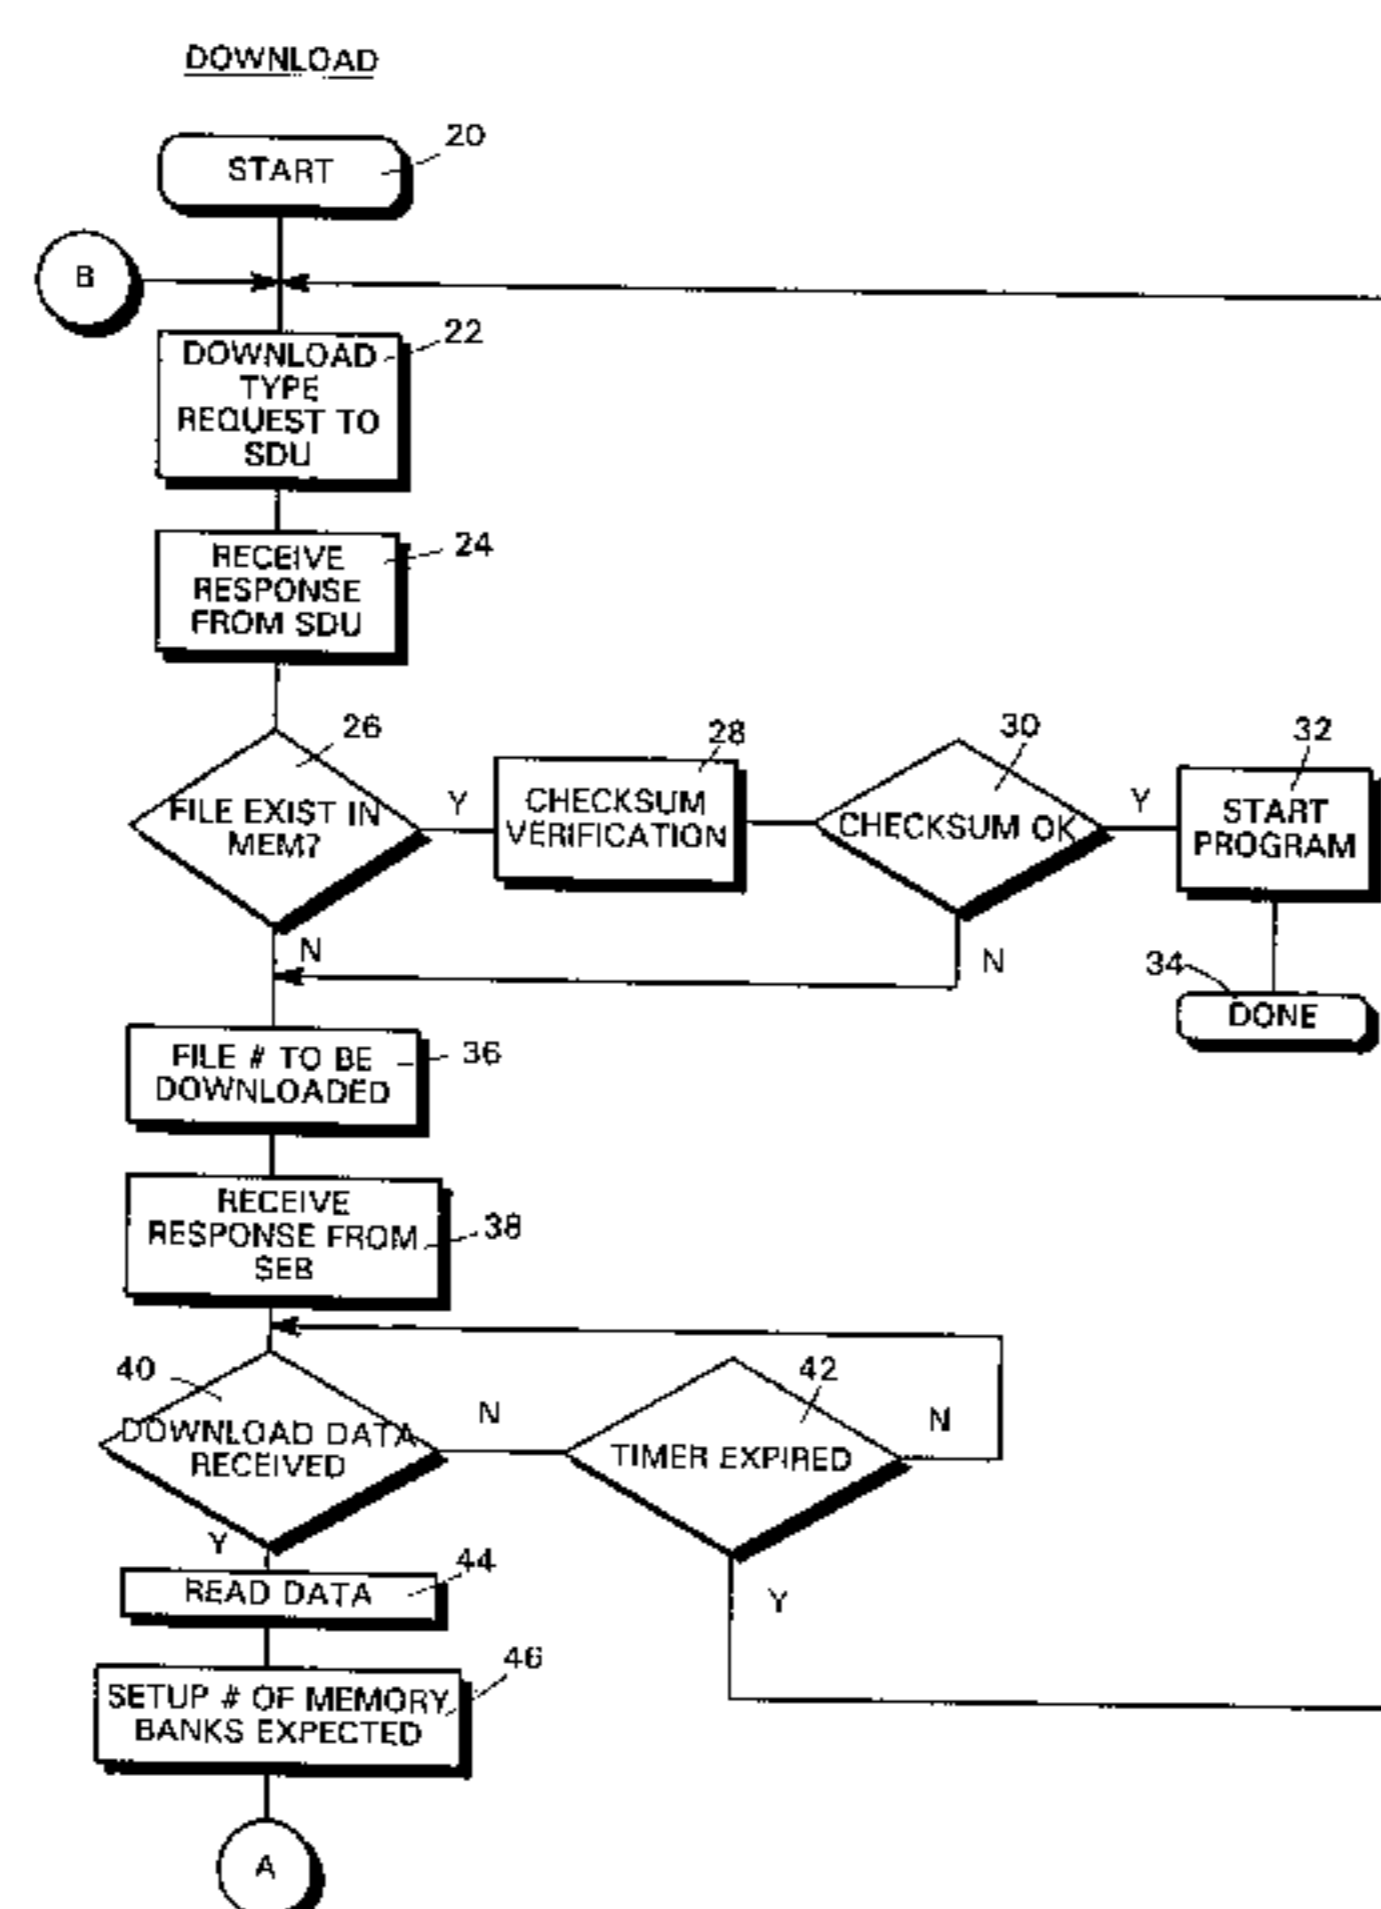 DOWNLOAD
20
START
B
22
DOWNLOAD
TYPE
REQUEST TO
SDU
24
RECEIVE
RESPONSE
FROM SDU
26
FILE EXIST IN
MEM?
Y
N
28
CHECKSUM
VERIFICATION
30
CHECKSUM OK
Y
N
32
START
PROGRAM
34
DONE
36
FILE # TO BE
DOWNLOADED
38
RECEIVE
RESPONSE FROM
SEB
40
DOWNLOAD DATA
RECEIVED
N
Y
42
TIMER EXPIRED
N
Y
44
READ DATA
46
SETUP # OF MEMORY
BANKS EXPECTED
A